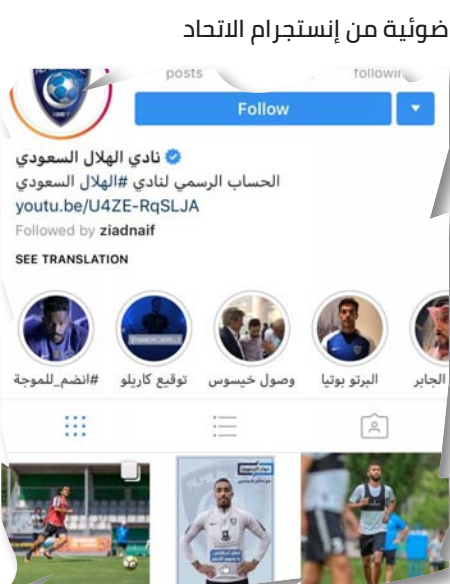 ضوئية من إنستجرام الاتحاد
posts
Follow
نادي الهلال السعودي
الحساب الرسمي لنادي #الهلال السعودي
youtu.be/U4ZE-RqSLJA
Followed by ziadnaif
SEE TRANSLATION
#انضم_للموجة توقيع كاريلو وصول خيسوس البرتو بوتيا الجابر